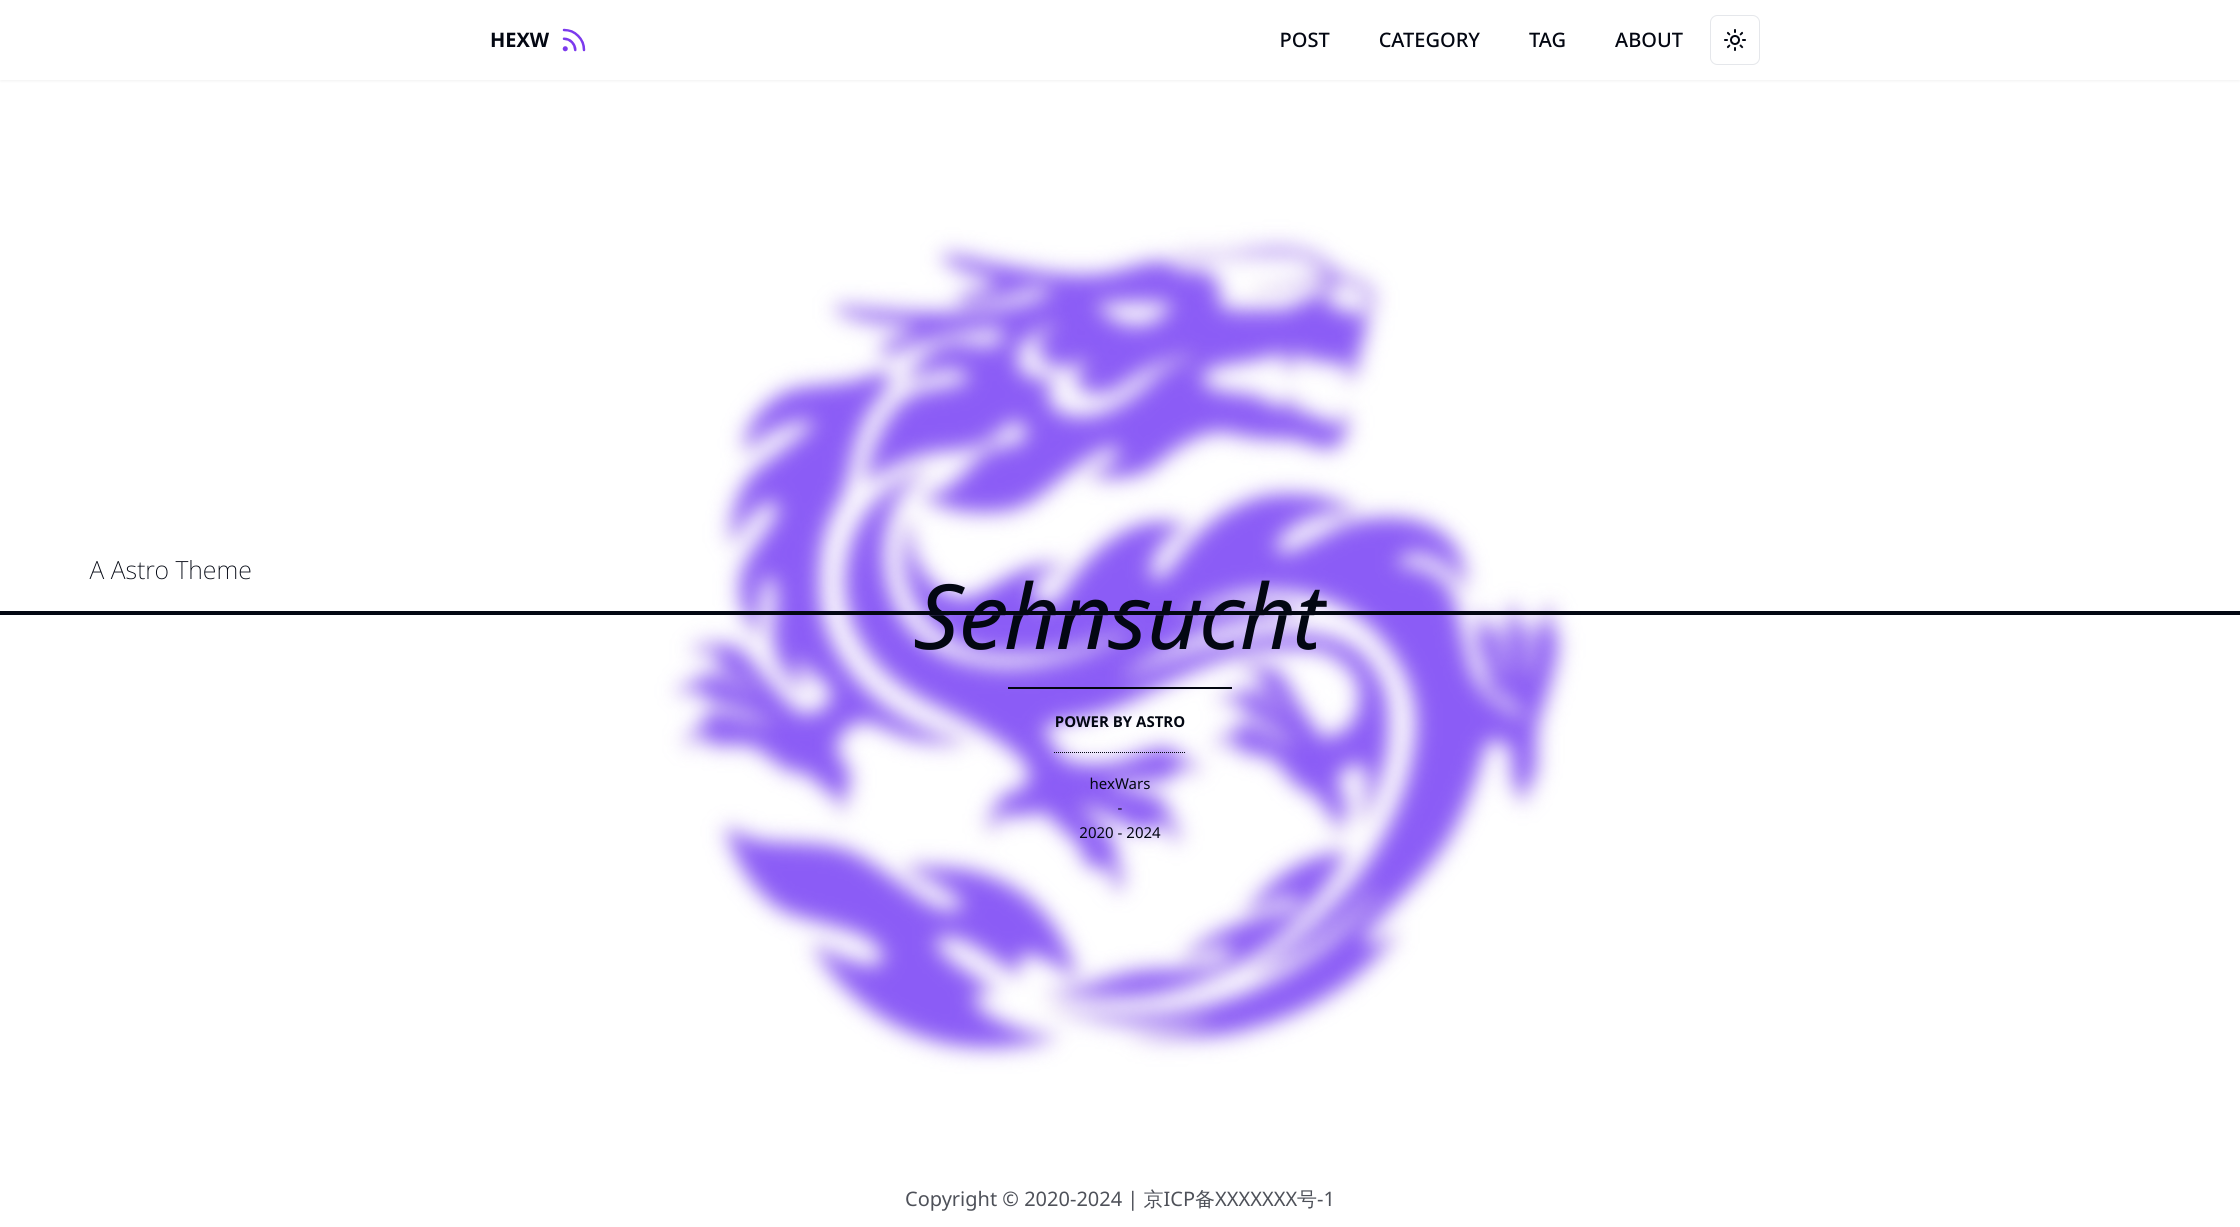 HEXW
POST CATEGORY TAG ABOUT
A Astro Theme
Sehnsucht
POWER BY ASTRO
hexWars
-
2020 - 2024
Copyright © 2020-2024 | 京ICP备XXXXXXX号-1